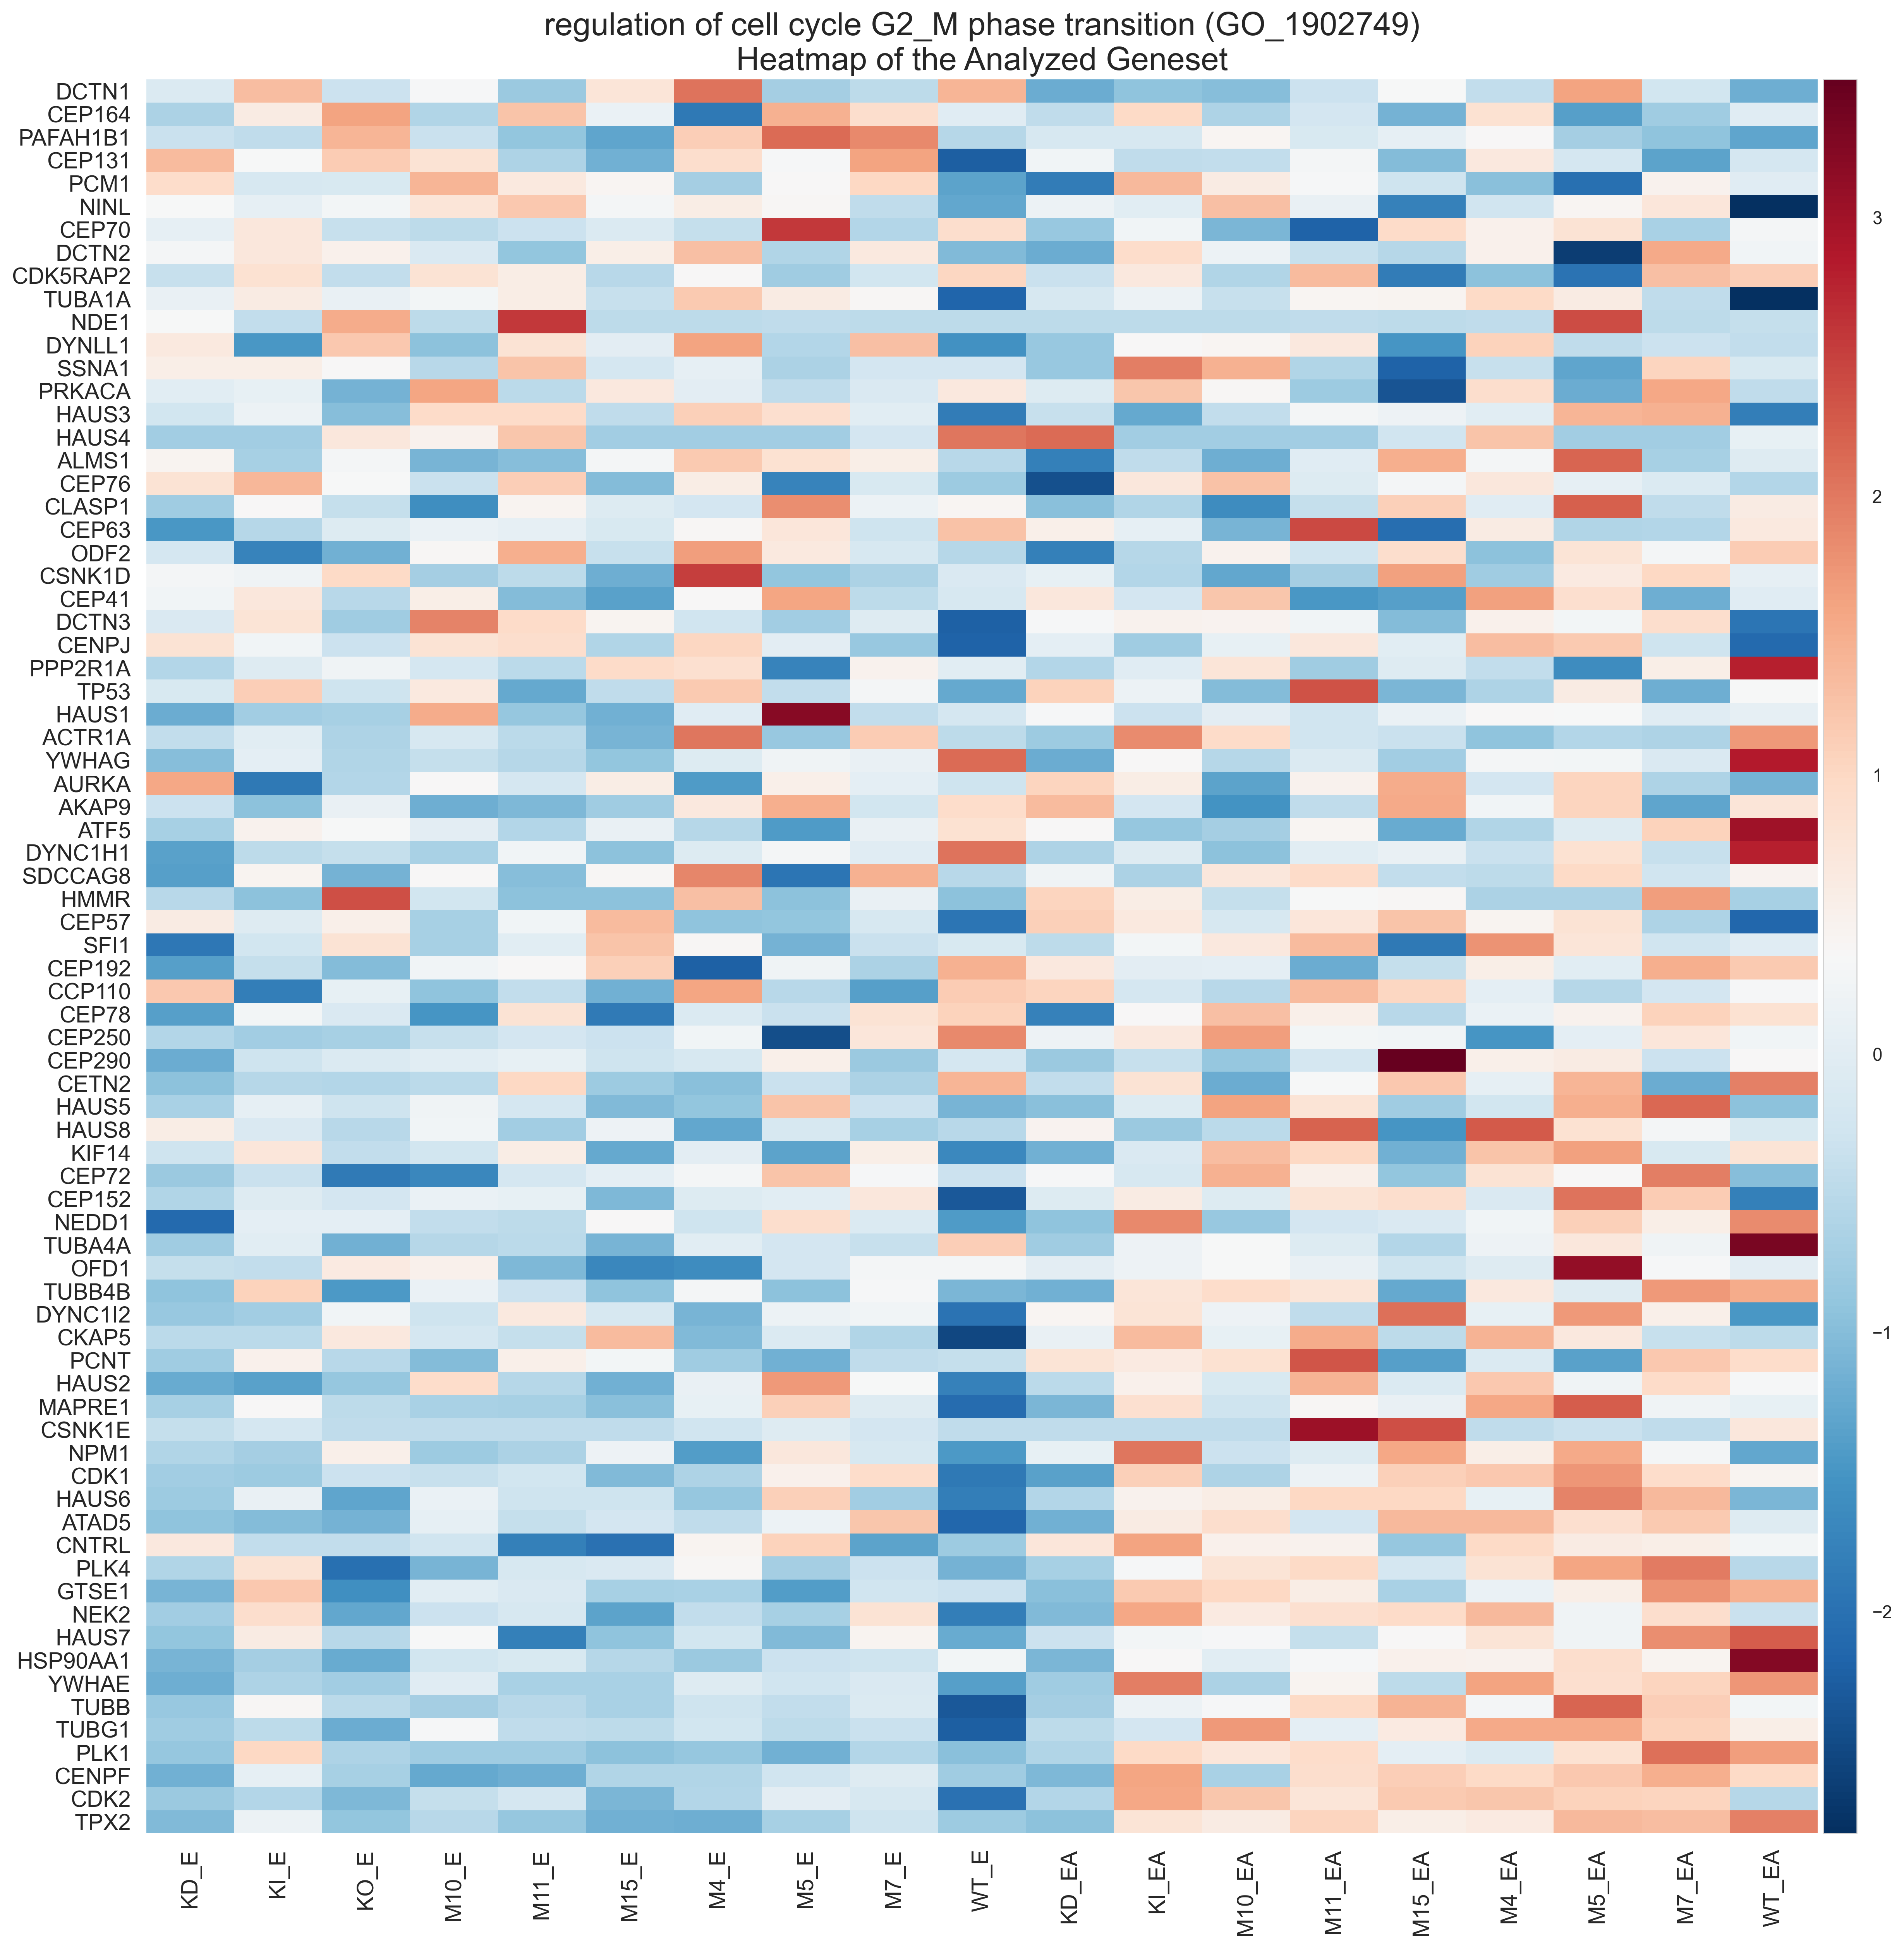 regulation of cell cycle G2_M phase transition (GO_1902749)
Heatmap of the Analyzed Geneset
DCTN1
CEP164
PAFAH1B1
CEP131
PCM1
NINL
CEP70
DCTN2
CDK5RAP2
TUBA1A
NDE1
DYNLL1
SSNA1
PRKACA
HAUS3
HAUS4
ALMS1
CEP76
CLASP1
CEP63
ODF2
CSNK1D
CEP41
DCTN3
CENPJ
PPP2R1A
TP53
HAUS1
ACTR1A
YWHAG
AURKA
AKAP9
ATF5
DYNC1H1
SDCCAG8
HMMR
CEP57
SFI1
CEP192
CCP110
CEP78
CEP250
CEP290
CETN2
HAUS5
HAUS8
KIF14
CEP72
CEP152
NEDD1
TUBA4A
OFD1
TUBB4B
DYNC1I2
CKAP5
PCNT
HAUS2
MAPRE1
CSNK1E
NPM1
CDK1
HAUS6
ATAD5
CNTRL
PLK4
GTSE1
NEK2
HAUS7
HSP90AA1
YWHAE
TUBB
TUBG1
PLK1
CENPF
CDK2
TPX2
KD_E
KI_E
KO_E
M10_E
M11_E
M15_E
M4_E
M5_E
M7_E
WT_E
KD_EA
KI_EA
M10_EA
M11_EA
M15_EA
M4_EA
M5_EA
M7_EA
WT_EA
3
2
1
0
−1
−2